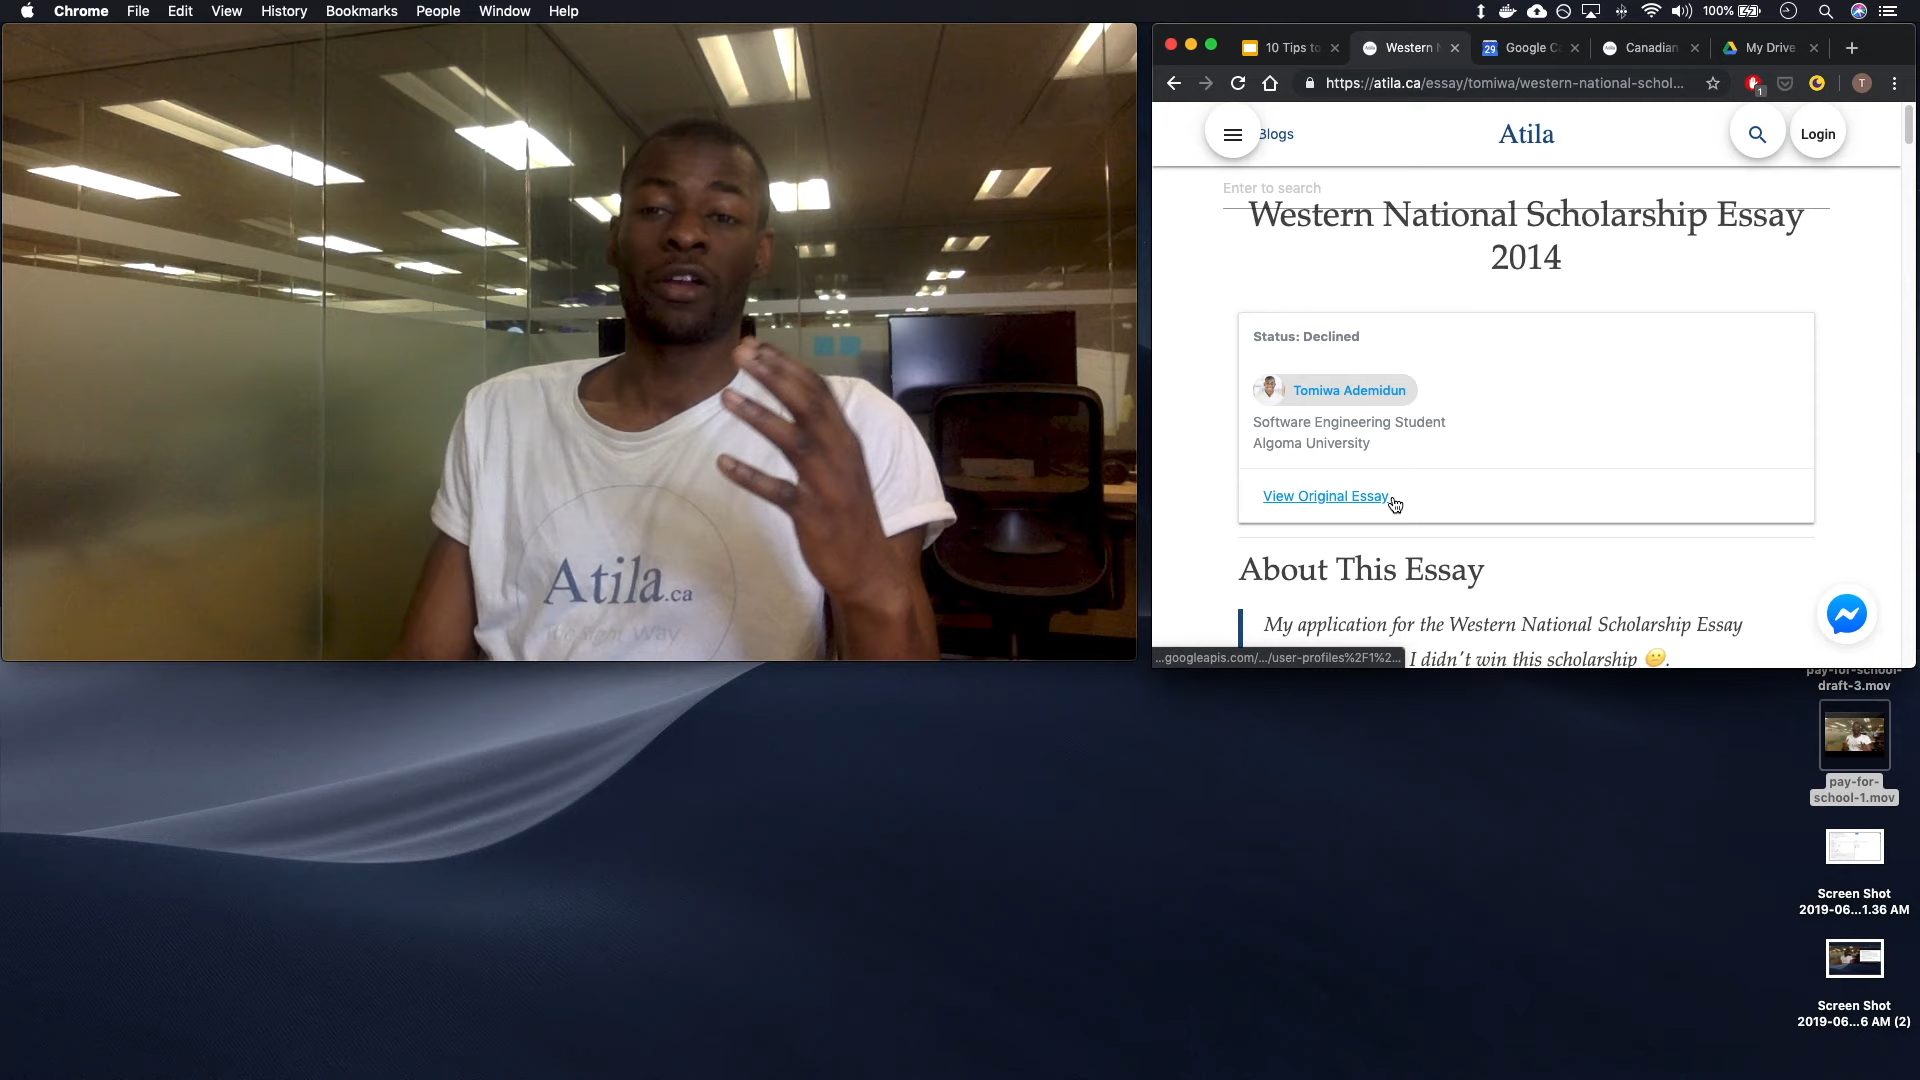 Chrome File Edit View History Bookmarks People Window Help
100%
10 Tips to
Western
29
Google C
Canadian
My Drive
https://atila.ca/essay/tomiwa/western-national-schol...
1
T
Blogs
Atila
Login
Enter to search
Western National Scholarship Essay
2014
Status: Declined
Tomiwa Ademidun
Software Engineering Student
Algoma University
View Original Essay
About This Essay
My application for the Western National Scholarship Essay
I didn't win this scholarship 😕.
...googleapis.com/.../user-profiles%2F1%2...
Atila.ca
The Right Way
pay-for-school-
draft-3.mov
pay-for-
school-1.mov
Screen Shot
2019-06...1.36 AM
Screen Shot
2019-06...6 AM (2)